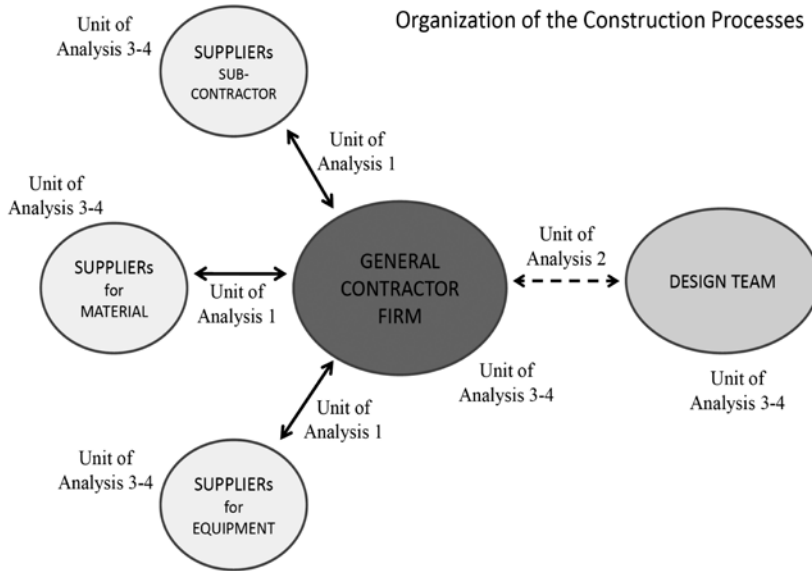 Organization of the Construction Processes
Unit of
Analysis 3-4
SUPPLIERs
SUB-
CONTRACTOR
Unit of
Analysis 1
Unit of
Analysis 3-4
SUPPLIERs
for
MATERIAL
Unit of
Analysis 1
GENERAL
CONTRACTOR
FIRM
Unit of
Analysis 3-4
Unit of
Analysis 2
DESIGN TEAM
Unit of
Analysis 3-4
Unit of
Analysis 1
Unit of
Analysis 3-4
SUPPLIERs
for
EQUIPMENT